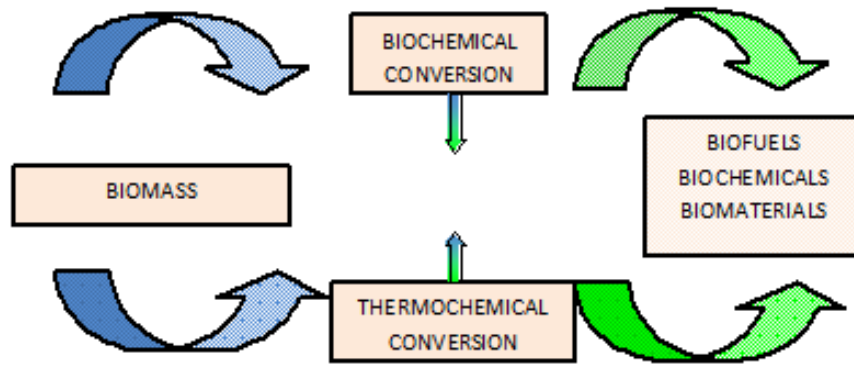 BIOCHEMICAL
CONVERSION
BIOMASS
BIOFUELS
BIOCHEMICALS
BIOMATERIALS
THERMOCHEMICAL
CONVERSION